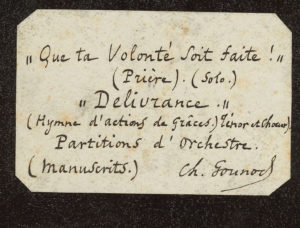 „ Que ta Volonté soit faite ! "
(Prière). (Solo.)
" Délivrance. "
(Hymne d'actions de Grâces.) Ténor et Choeur).
Partitions d'Orchestre.
(Manuscrits.) Ch. Gounod